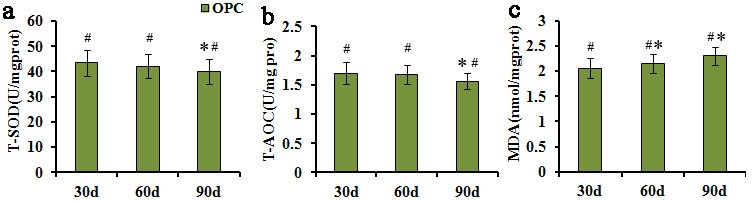 a
OPC
T-SOD(U/mgprot)
60
50
40
30
20
10
0
# # *#
30d 60d 90d
b
T-AOC(U/mg pro)
2.5
2
1.5
1
0.5
0
# # *#
30d 60d 90d
c
MDA(nmol/mgprot)
3
2.5
2
1.5
1
0.5
0
# #* #*
30d 60d 90d